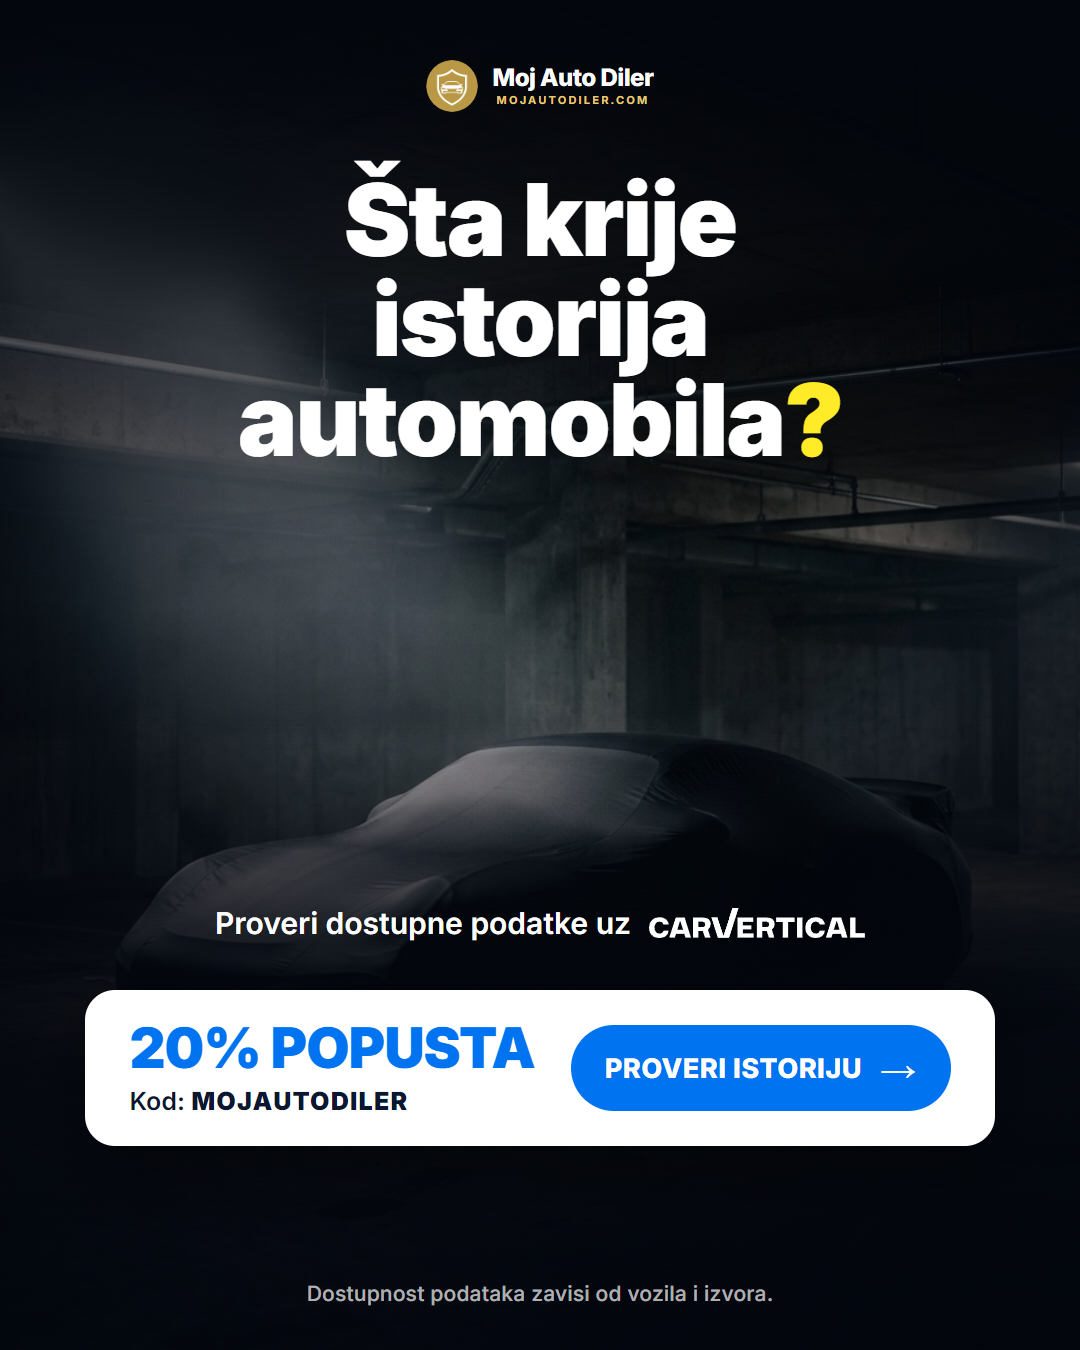 Moj Auto Diler
MOJAUTODILER.COM
Šta krije
istorija
automobila?
Proveri dostupne podatke uz CARVERTICAL
20% POPUSTA
Kod: MOJAUTODILER
PROVERI ISTORIJU →
Dostupnost podataka zavisi od vozila i izvora.